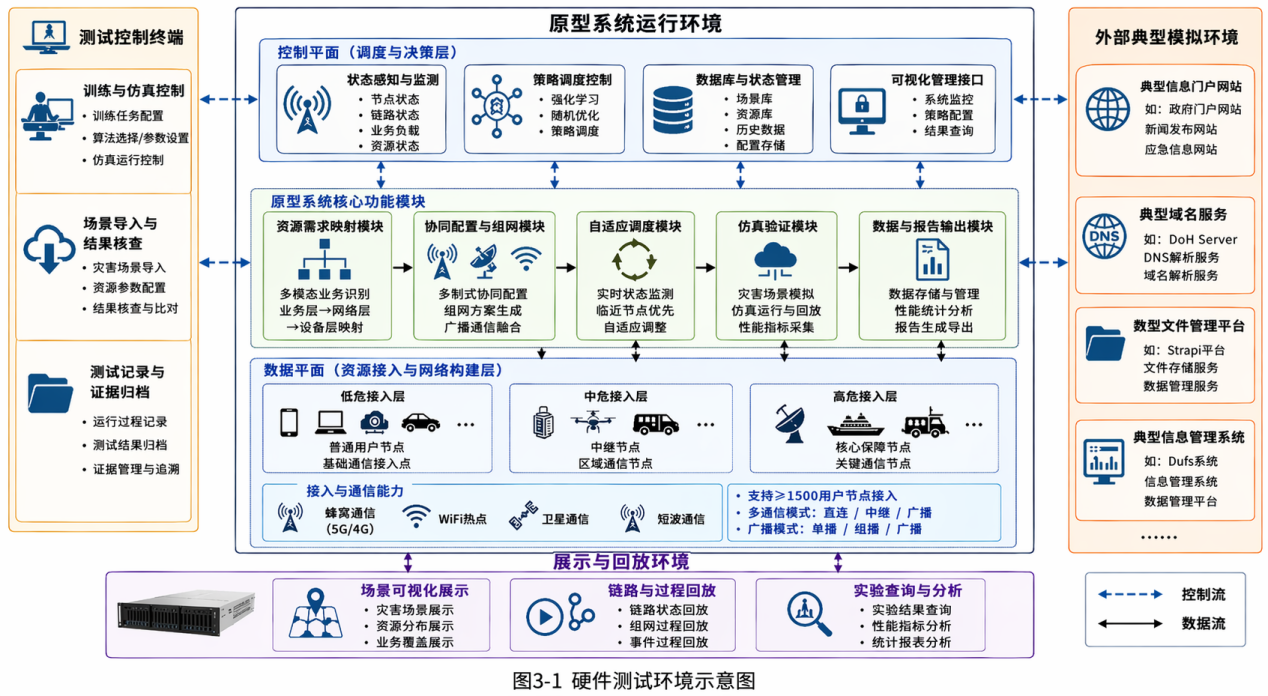 测试控制终端
训练与仿真控制
• 训练任务配置
• 算法选择/参数设置
• 仿真运行控制
场景导入与
结果核查
• 灾害场景导入
• 资源参数配置
• 结果核查与比对
测试记录与
证据归档
• 运行过程记录
• 测试结果归档
• 证据管理与追溯
原型系统运行环境
控制平面（调度与决策层）
状态感知与监测
• 节点状态
• 链路状态
• 业务负载
• 资源状态
策略调度控制
• 强化学习
• 随机优化
• 策略调度
数据库与状态管理
• 场景库
• 资源库
• 历史数据
• 配置存储
可视化管理接口
• 系统监控
• 策略配置
• 结果查询
原型系统核心功能模块
资源需求映射模块
多模态业务识别
业务层→网络层
→设备层映射
协同配置与组网模块
多制式协同配置
组网方案生成
广播通信融合
自适应调度模块
实时状态监测
临近节点优先
自适应调整
仿真验证模块
灾害场景模拟
仿真运行与回放
性能指标采集
数据与报告输出模块
数据存储与管理
性能统计分析
报告生成导出
数据平面（资源接入与网络构建层）
低危接入层
...
普通用户节点
基础通信接入点
中危接入层
...
中继节点
区域通信节点
高危接入层
...
核心保障节点
关键通信节点
接入与通信能力
蜂窝通信
(5G/4G)
WiFi热点
卫星通信
短波通信
• 支持≥1500用户节点接入
• 多通信模式：直连 / 中继 / 广播
• 广播模式：单播 / 组播 / 广播
展示与回放环境
场景可视化展示
• 灾害场景展示
• 资源分布展示
• 业务覆盖展示
链路与过程回放
• 链路状态回放
• 组网过程回放
• 事件过程回放
实验查询与分析
• 实验结果查询
• 性能指标分析
• 统计报表分析
外部典型模拟环境
典型信息门户网站
如：政府门户网站
新闻发布网站
应急信息网站
典型域名服务
DNS
如：DoH Server
DNS解析服务
域名解析服务
数型文件管理平台
如：Strapi平台
文件存储服务
数据管理服务
典型信息管理系统
如：Dufs系统
信息管理系统
数据管理平台
......
控制流
数据流
图3-1 硬件测试环境示意图